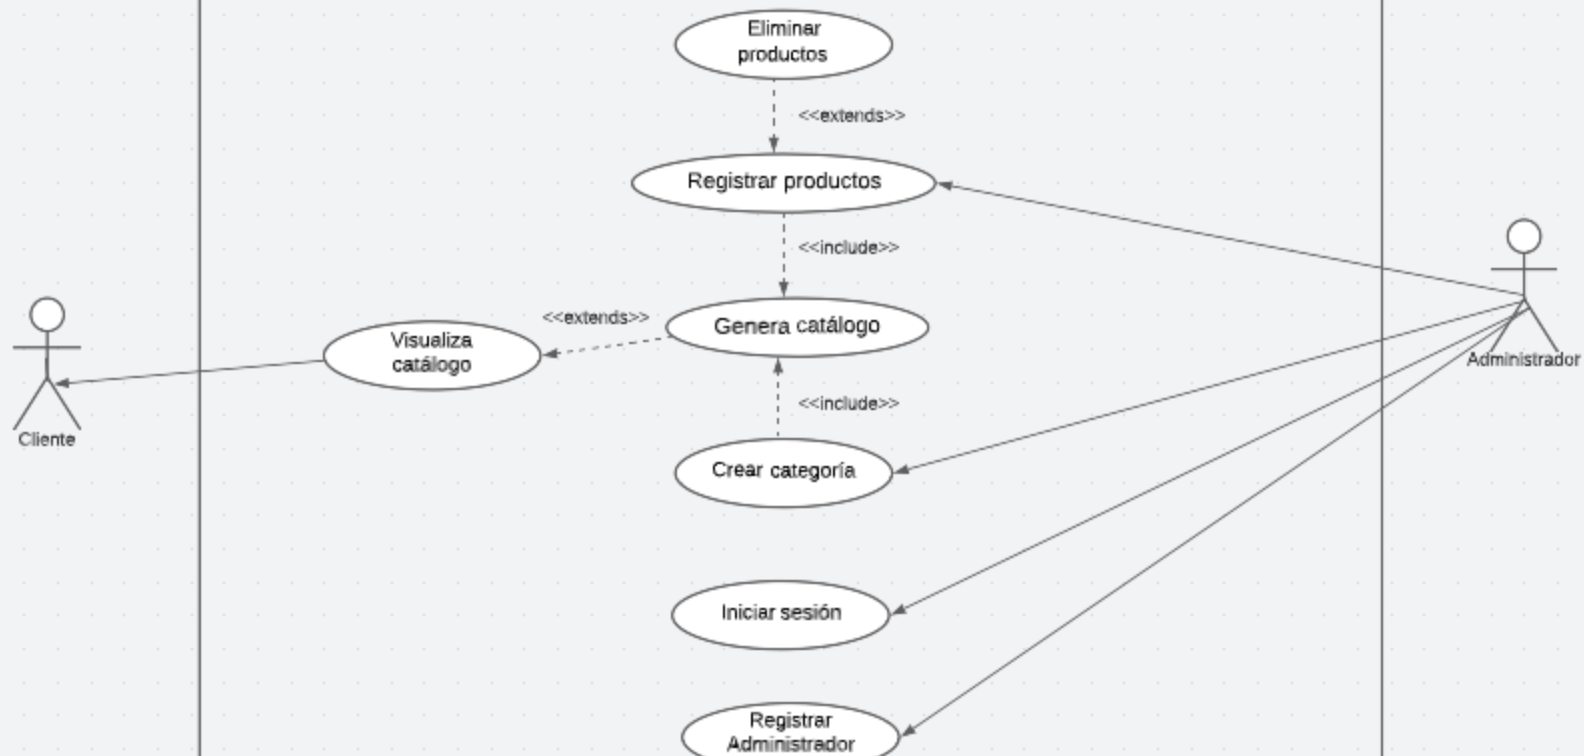 Eliminar
productos
<<extends>>
Registrar productos
<<include>>
Genera catálogo
<<extends>>
Visualiza
catálogo
<<include>>
Crear categoría
Iniciar sesión
Registrar
Administrador
Cliente
Administrador